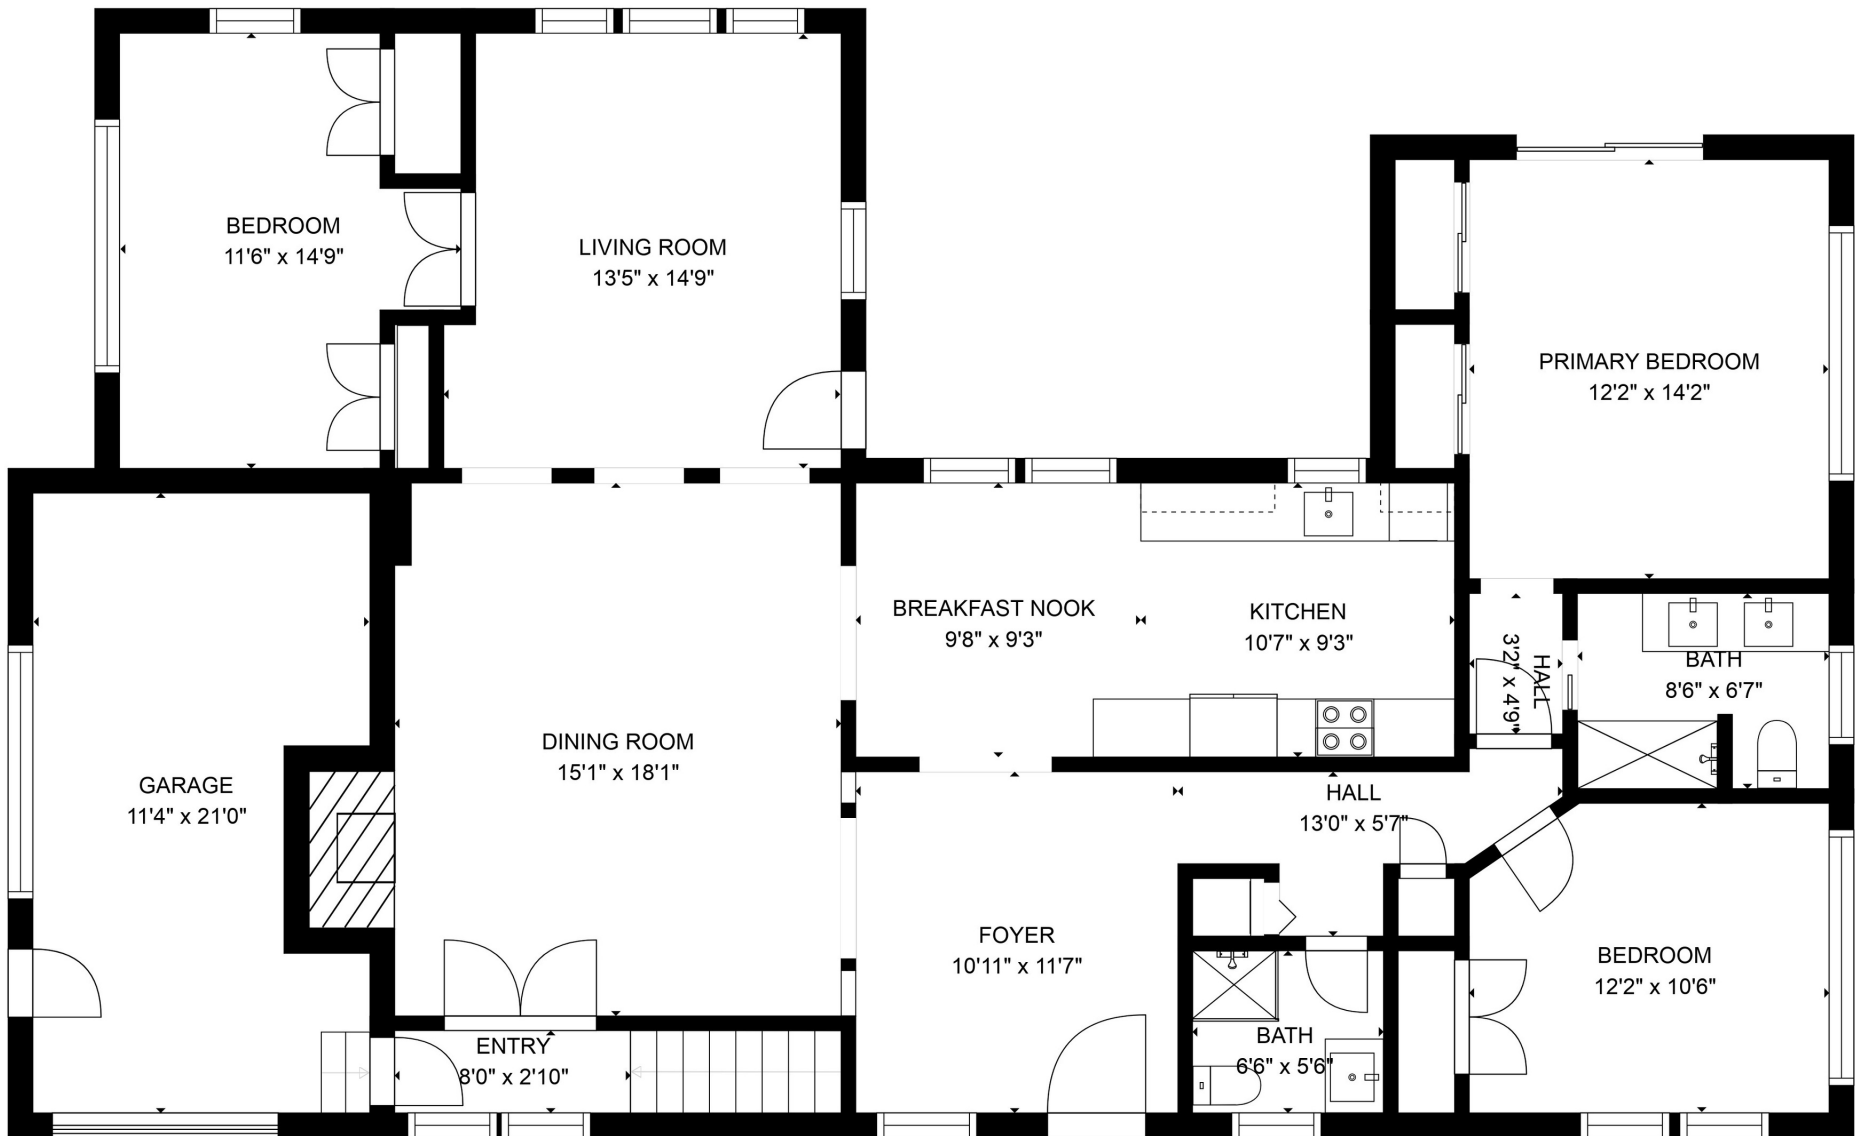 BEDROOM
11'6" x 14'9"
LIVING ROOM
13'5" x 14'9"
PRIMARY BEDROOM
12'2" x 14'2"
BREAKFAST NOOK
9'8" x 9'3"
KITCHEN
10'7" x 9'3"
HALL
3'2" x 4'9"
BATH
8'6" x 6'7"
DINING ROOM
15'1" x 18'1"
GARAGE
11'4" x 21'0"
HALL
13'0" x 5'7"
FOYER
10'11" x 11'7"
BEDROOM
12'2" x 10'6"
ENTRY
8'0" x 2'10"
BATH
6'6" x 5'6"